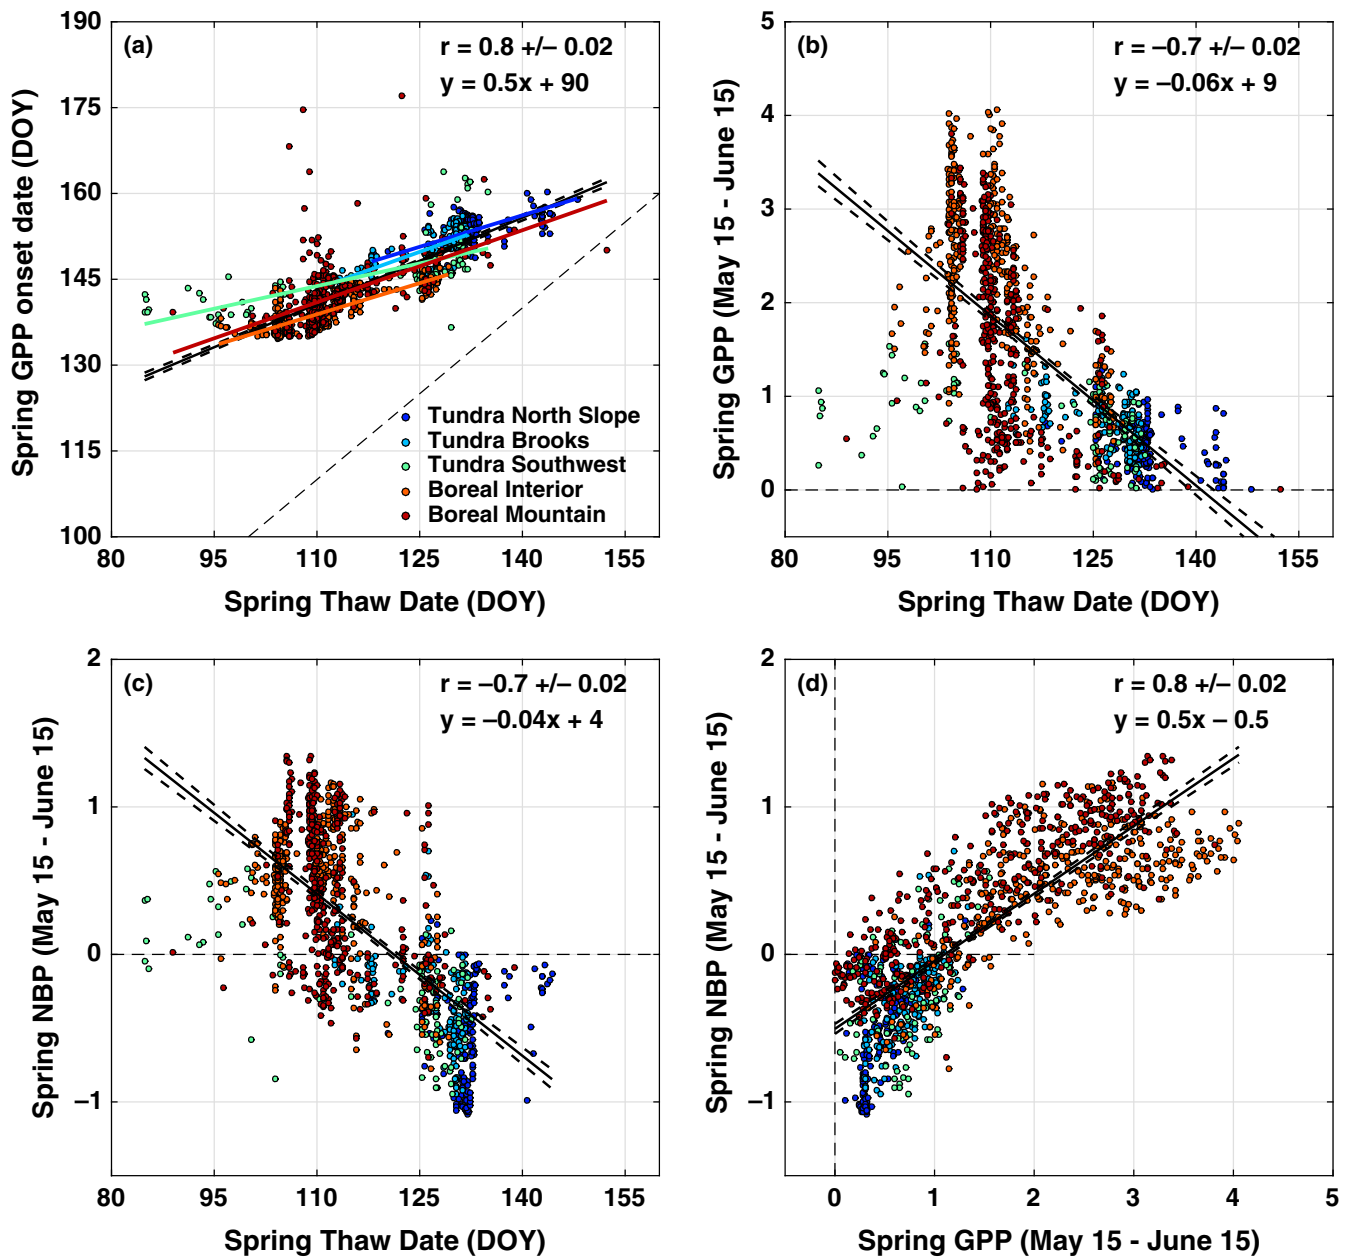 (a)
r = 0.8 +/– 0.02
y = 0.5x + 90
Spring GPP onset date (DOY)
190
175
160
145
130
115
100
Tundra North Slope
Tundra Brooks
Tundra Southwest
Boreal Interior
Boreal Mountain
80 95 110 125 140 155
Spring Thaw Date (DOY)
(b)
r = –0.7 +/– 0.02
y = –0.06x + 9
Spring GPP (May 15 - June 15)
5
4
3
2
1
0
80 95 110 125 140 155
Spring Thaw Date (DOY)
(c)
r = –0.7 +/– 0.02
y = –0.04x + 4
Spring NBP (May 15 - June 15)
2
1
0
–1
80 95 110 125 140 155
Spring Thaw Date (DOY)
(d)
r = 0.8 +/– 0.02
y = 0.5x – 0.5
Spring NBP (May 15 - June 15)
2
1
0
–1
0 1 2 3 4 5
Spring GPP (May 15 - June 15)